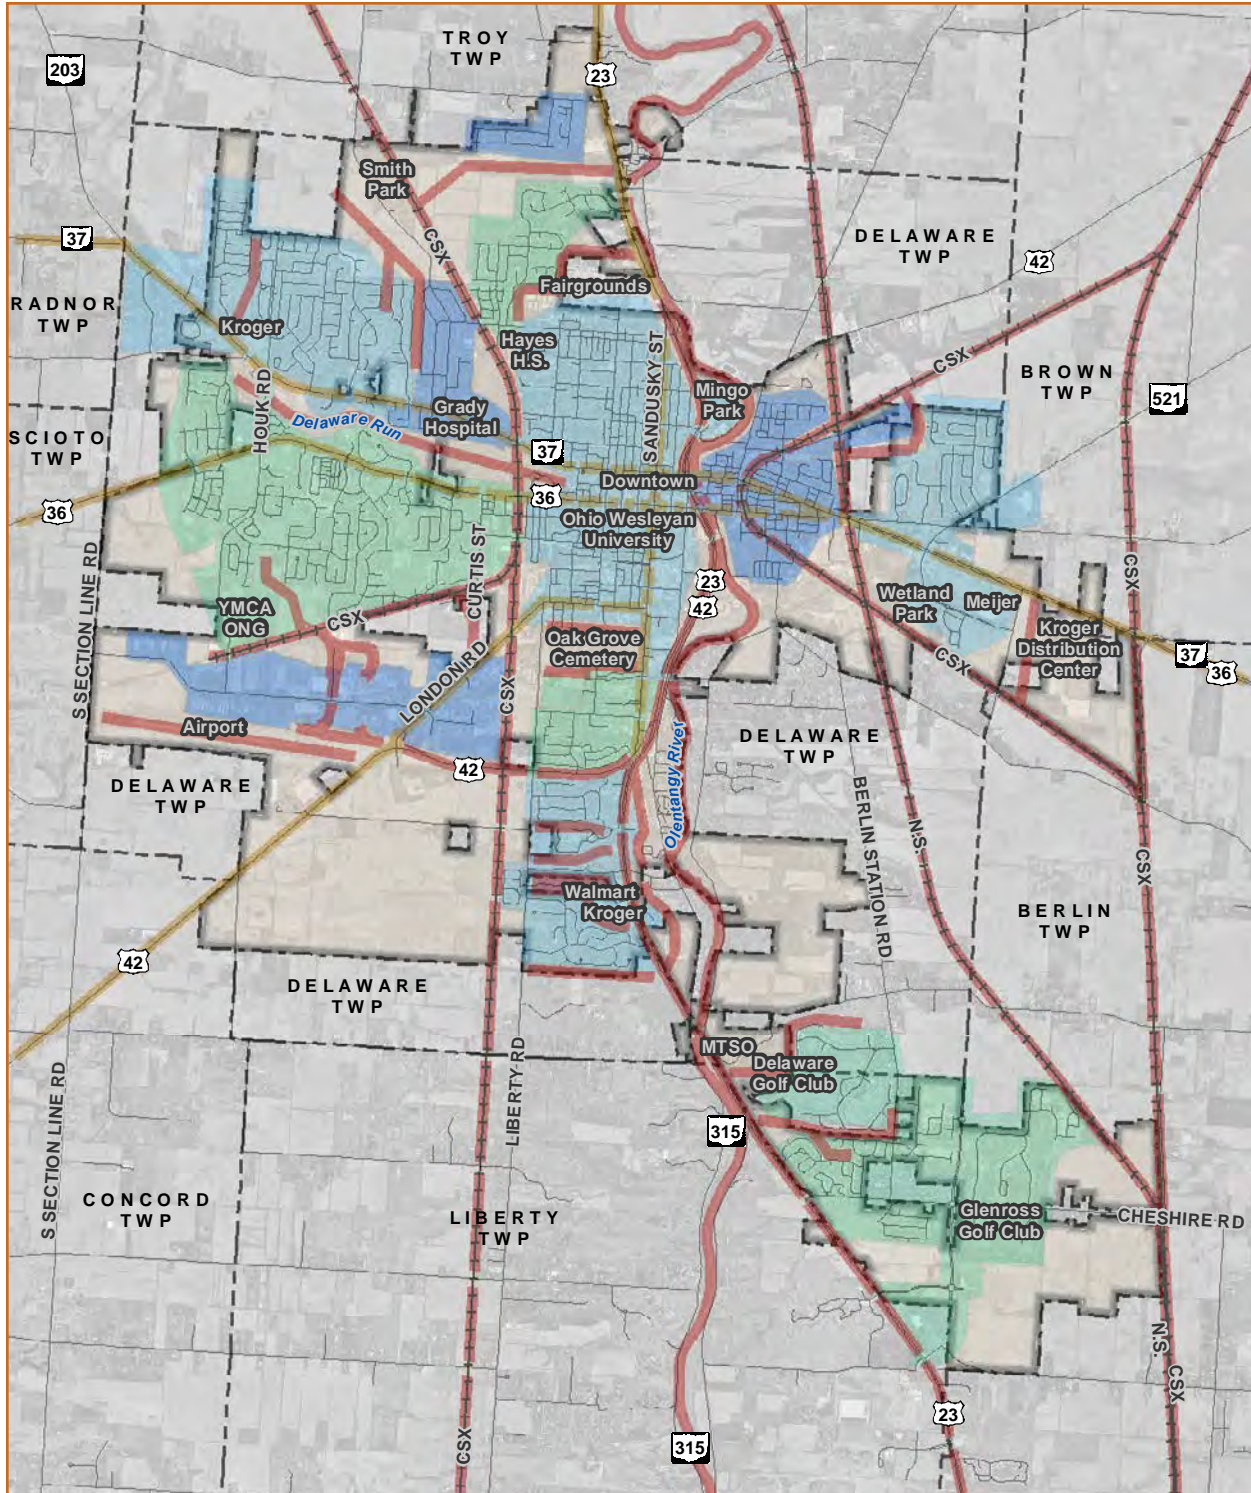 TROY
TWP
203
23
Smith
Park
37
CSX
DELAWARE
TWP
42
RADNOR
TWP
Fairgrounds
Kroger
Hayes
H.S.
SANDUSKY ST
CSX
BROWN
TWP
521
Mingo
Park
HOUK RD
Grady
Hospital
SCIOTO
TWP
Delaware Run
37
Downtown
36
36
Ohio Wesleyan
University
CURTIS ST
23
42
CSX
Wetland
Park
Meijer
YMCA
ONG
CSX
Kroger
Distribution
Center
Oak Grove
Cemetery
37
36
CSX
S SECTION LINE RD
LONDON RD
CSX
Airport
42
DELAWARE
TWP
DELAWARE
TWP
Olentangy River
BERLIN STATION RD
N.S.
CSX
Walmart
Kroger
BERLIN
TWP
42
DELAWARE
TWP
MTSO
Delaware
Golf Club
LIBERTY RD
315
S SECTION LINE RD
CONCORD
TWP
LIBERTY
TWP
Glenross
Golf Club
CHESHIRE RD
N.S.
CSX
23
CSX
315